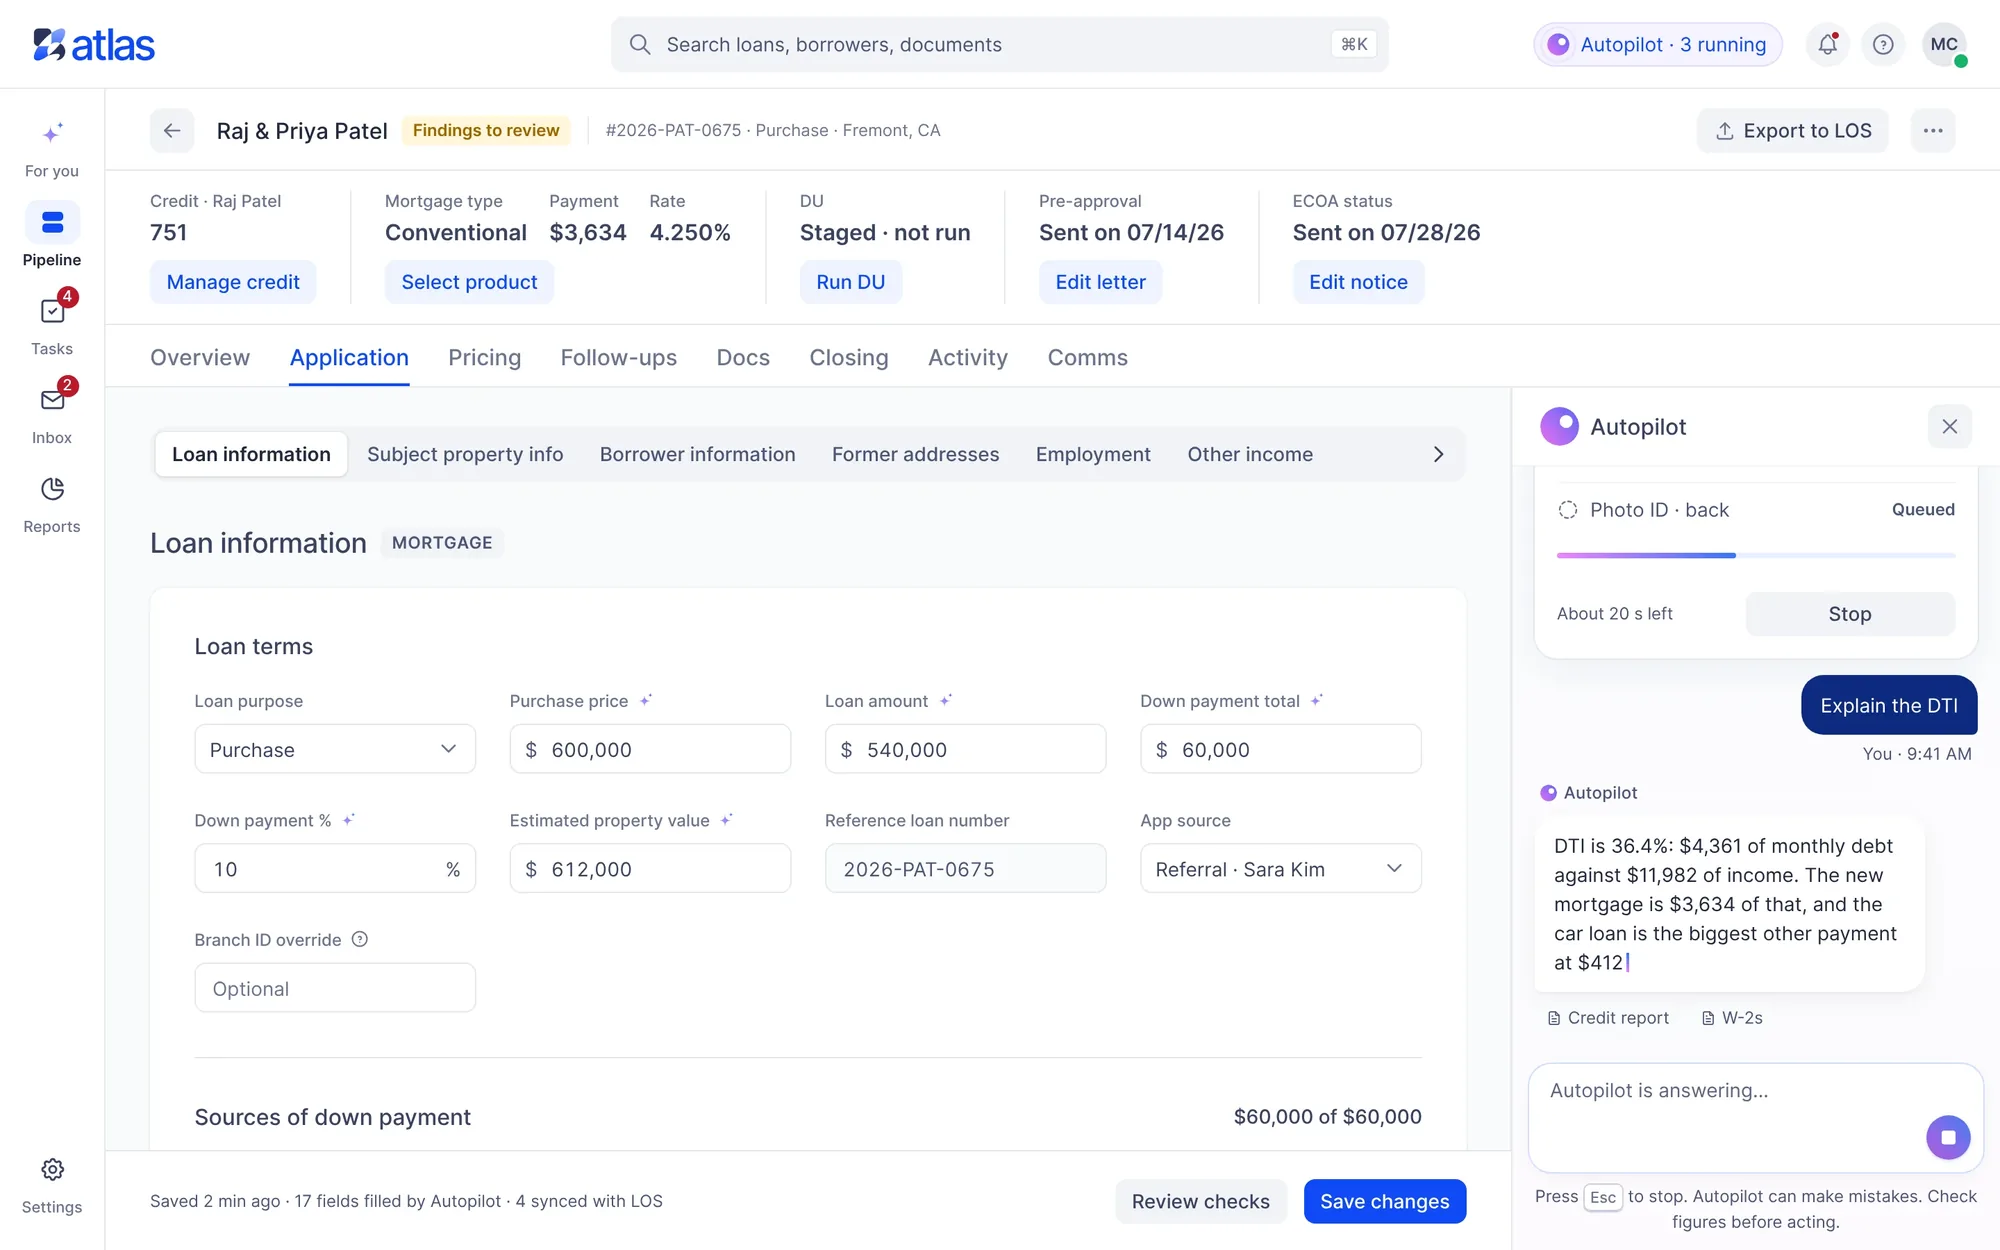 atlas
Search loans, borrowers, documents
⌘K
Autopilot · 3 running
MC
For you
Pipeline
4
Tasks
2
Inbox
Reports
Settings
Raj & Priya Patel
Findings to review
#2026-PAT-0675 · Purchase · Fremont, CA
Export to LOS
Credit · Raj Patel
751
Manage credit
Mortgage type
Conventional
Payment
$3,634
Rate
4.250%
Select product
DU
Staged · not run
Run DU
Pre-approval
Sent on 07/14/26
Edit letter
ECOA status
Sent on 07/28/26
Edit notice
Overview
Application
Pricing
Follow-ups
Docs
Closing
Activity
Comms
Loan information
Subject property info
Borrower information
Former addresses
Employment
Other income
Loan information
MORTGAGE
Loan terms
Loan purpose
Purchase
Purchase price
$ 600,000
Loan amount
$ 540,000
Down payment total
$ 60,000
Down payment %
10 %
Estimated property value
$ 612,000
Reference loan number
2026-PAT-0675
App source
Referral · Sara Kim
Branch ID override
Optional
Sources of down payment
$60,000 of $60,000
Saved 2 min ago · 17 fields filled by Autopilot · 4 synced with LOS
Review checks
Save changes
Autopilot
Photo ID · back
Queued
About 20 s left
Stop
Explain the DTI
You · 9:41 AM
Autopilot
DTI is 36.4%: $4,361 of monthly debt
against $11,982 of income. The new
mortgage is $3,634 of that, and the
car loan is the biggest other payment
at $412
Credit report
W-2s
Autopilot is answering...
Press Esc to stop. Autopilot can make mistakes. Check
figures before acting.